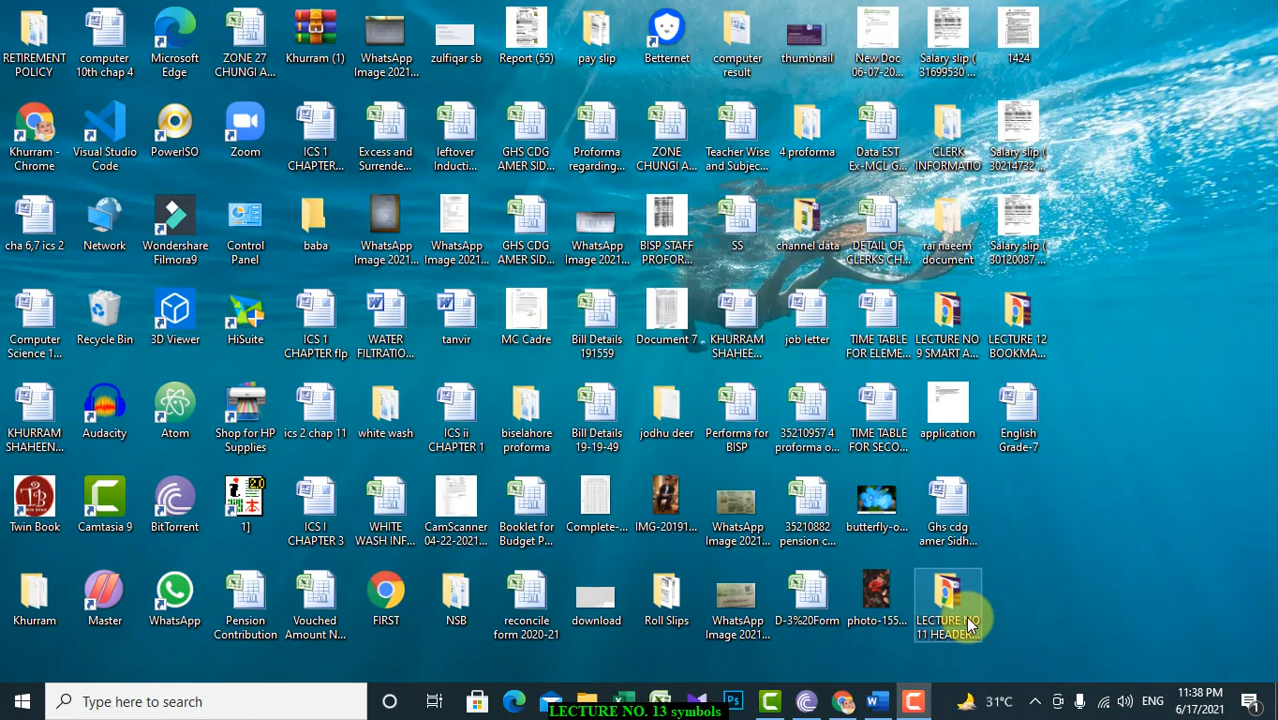 RETIREMENT POLICY
computer 10th chap 4
Microsoft Edge
ZONE 27 CHUNGI A...
Khurram (1)
WhatsApp Image 2021...
zulfiqar sb
Report (55)
pay slip
Betternet
computer result
thumbnail
New Doc 06-07-20...
Salary slip ( 31699530 ...
1424
Khurram - Chrome
Visual Studio Code
PowerISO
Zoom
ICS 1 CHAPTER...
Excess and Surrende...
leftover Inducti...
GHS CDG AMER SID...
Proforma regarding...
ZONE CHUNGI A...
Teacher Wise and Subjec...
4 proforma
Data EST Ex-MCL G...
CLERK INFORMATIO...
Salary slip ( 30214732 ...
cha 6,7 ics 2
Network
Wondershare Filmora9
Control Panel
baba
WhatsApp Image 2021...
WhatsApp Image 2021...
GHS CDG AMER SID...
WhatsApp Image 2021...
BISP STAFF PROFOR...
SS
channel data
DETAIL OF CLERKS CH...
rai naeem document
Salary slip ( 30120087 ...
Computer Science 1...
Recycle Bin
3D Viewer
HiSuite
ICS 1 CHAPTER flp
WATER FILTRATIO...
tanvir
MC Cadre
Bill Details 191559
Document 7
KHURRAM SHAHEE...
job letter
TIME TABLE FOR ELEME...
LECTURE NO 9 SMART A...
LECTURE 12 BOOKMA...
KHURRAM SHAHEEN...
Audacity
Atom
Shop for HP Supplies
ics 2 chap 11
white wash
ICS ii CHAPTER 1
biselahore proforma
Bill Details 19-19-49
jodhu deer
Performa for BISP
35210957 4 proforma o...
TIME TABLE FOR SECO...
application
English Grade-7
Twin Book
Camtasia 9
BitTorrent
1]
ICS I CHAPTER 3
WHITE WASH INF...
CamScanner 04-22-2021...
Booklet for Budget P...
Complete-...
IMG-20191...
WhatsApp Image 2021...
35210882 pension c...
butterfly-o...
Ghs cdg amer Sidh...
Khurram
Master
WhatsApp
Pension Contribution
Vouched Amount N...
FIRST
NSB
reconcile form 2020-21
download
Roll Slips
WhatsApp Image 2021...
D-3%20Form
photo-155...
LECTURE NO 11 HEADER...
Type here to search
31°C
ENG
11:38 PM
6/17/2021
LECTURE NO. 13 symbols